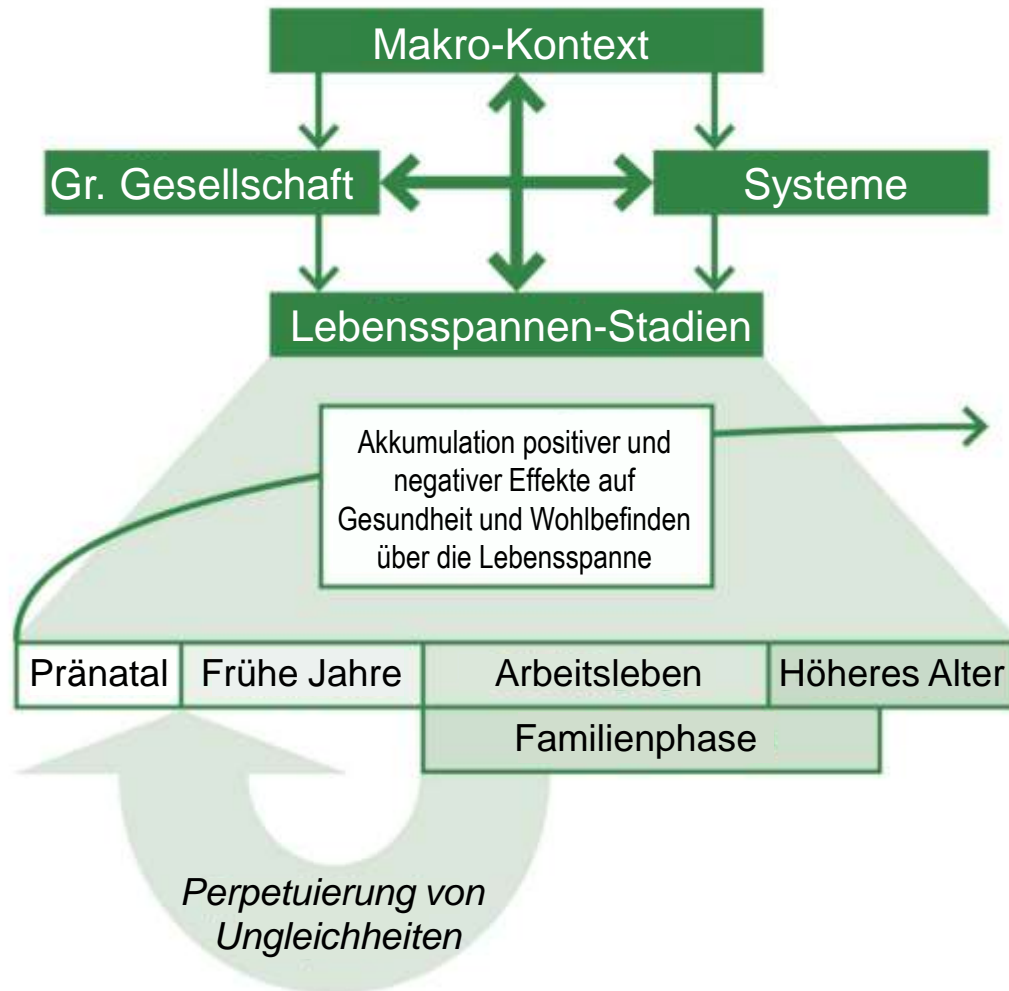 Makro-Kontext
Gr. Gesellschaft
Systeme
Lebensspannen-Stadien
Akkumulation positiver und
negativer Effekte auf
Gesundheit und Wohlbefinden
über die Lebensspanne
Pränatal
Frühe Jahre
Arbeitsleben
Höheres Alter
Familienphase
Perpetuierung von
Ungleichheiten